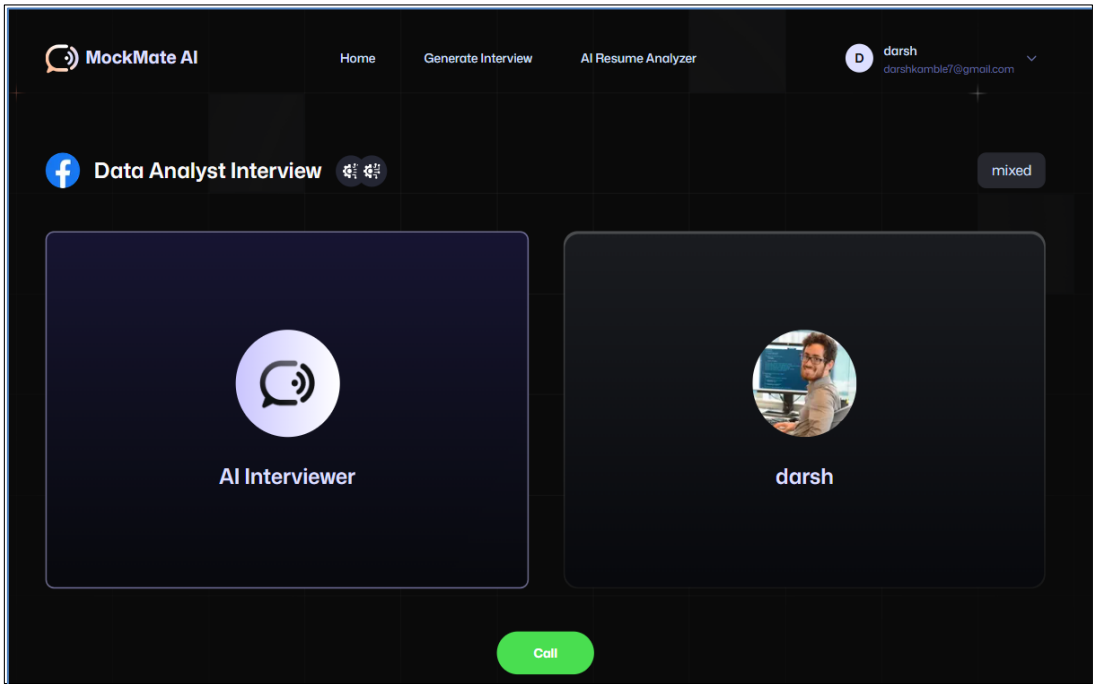 MockMate AI
Home
Generate Interview
AI Resume Analyzer
D
darsh
darshkamble7@gmail.com
Data Analyst Interview
mixed
AI Interviewer
darsh
Call